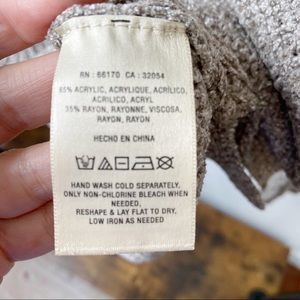 RN : 66170 CA : 32054
65% ACRYLIC, ACRYLIQUE, ACRÍLICO,
ACRILICO, ACRYL
35% RAYON, RAYONNE, VISCOSA,
RAYON, RAYON
HECHO EN CHINA
HAND WASH COLD SEPARATELY,
ONLY NON-CHLORINE BLEACH WHEN
NEEDED,
RESHAPE & LAY FLAT TO DRY,
LOW IRON AS NEEDED